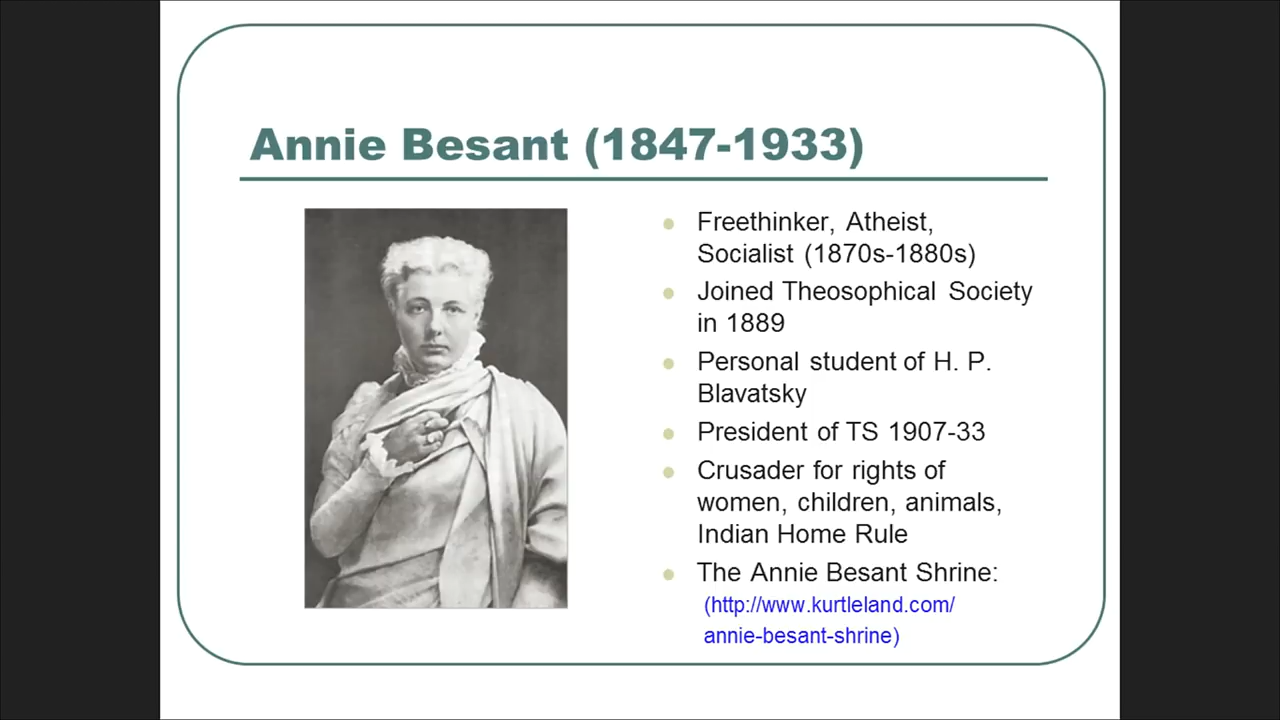 Annie Besant (1847-1933)
Freethinker, Atheist,
Socialist (1870s-1880s)
Joined Theosophical Society
in 1889
Personal student of H. P.
Blavatsky
President of TS 1907-33
Crusader for rights of
women, children, animals,
Indian Home Rule
The Annie Besant Shrine:
(http://www.kurtleland.com/
annie-besant-shrine)